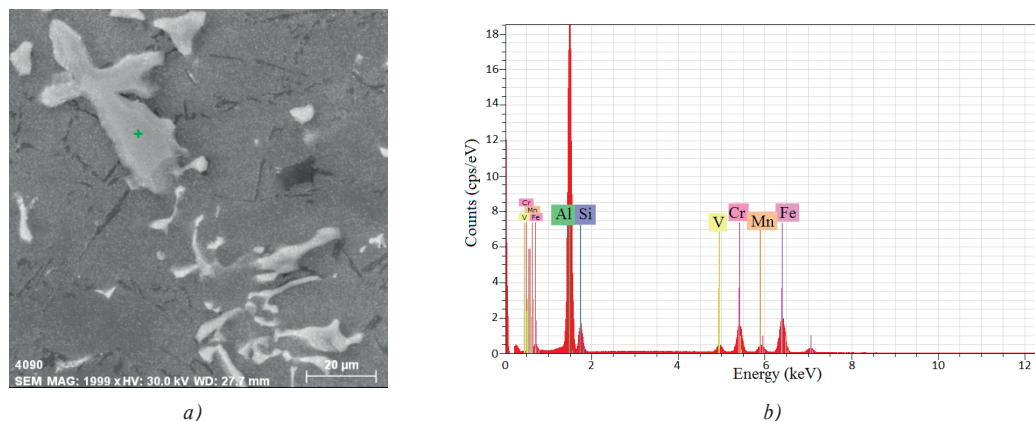 4090
SEM MAG: 1999 x HV: 30.0 kV WD: 27.7 mm
20 µm
a)
Counts (cps/eV)
18
16
14
12
10
8
6
4
2
0
Cr
Mn
V Fe
Al Si V Cr Mn Fe
0 2 4 6 8 10 12
Energy (keV)
b)